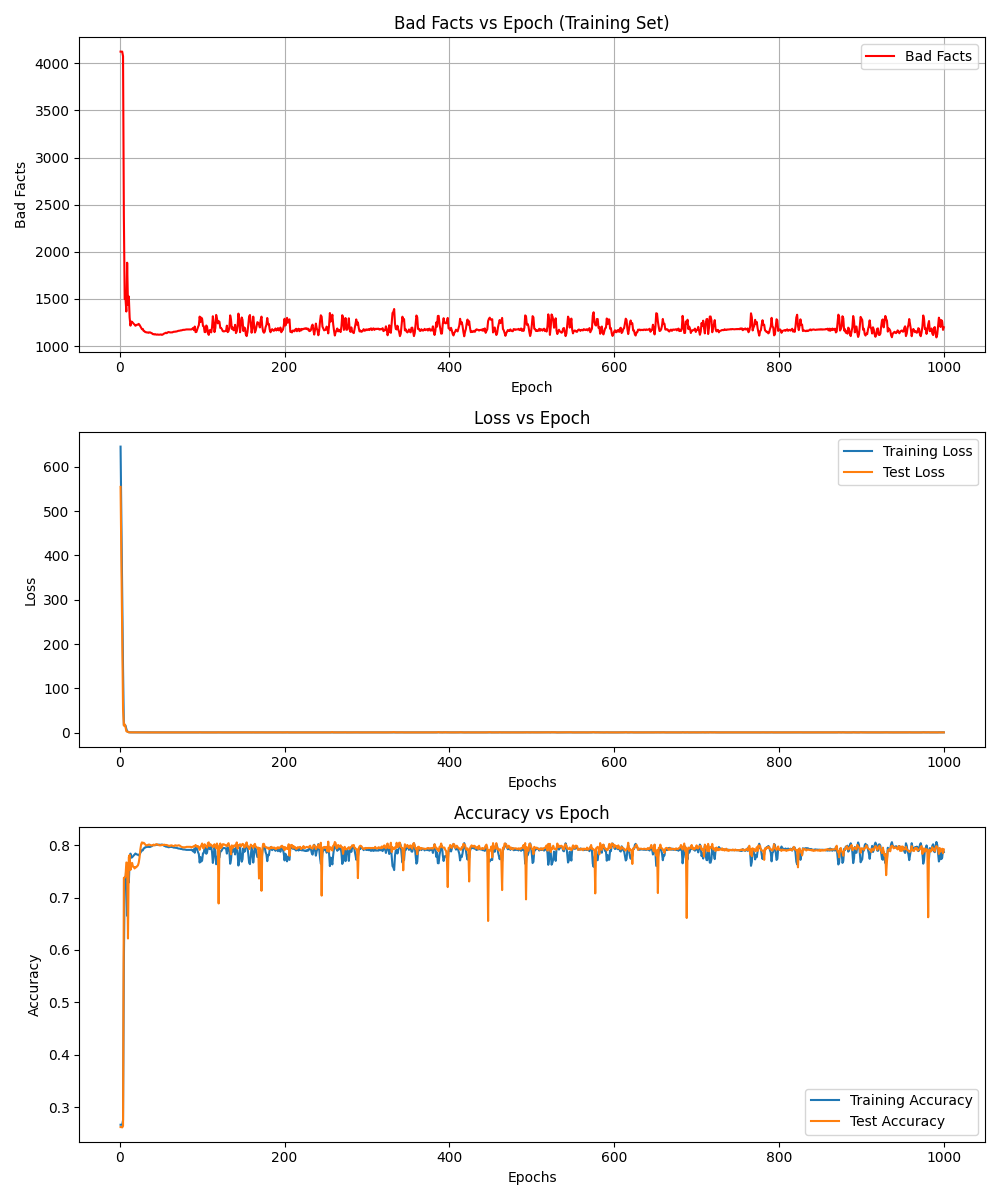 Bad Facts vs Epoch (Training Set)
Bad Facts
4000
3500
3000
2500
2000
1500
1000
Bad Facts
0 200 400 600 800 1000
Epoch
Loss vs Epoch
Training Loss
Test Loss
600
500
400
300
200
100
0
Loss
0 200 400 600 800 1000
Epochs
Accuracy vs Epoch
0.8
0.7
0.6
0.5
0.4
0.3
Accuracy
Training Accuracy
Test Accuracy
0 200 400 600 800 1000
Epochs